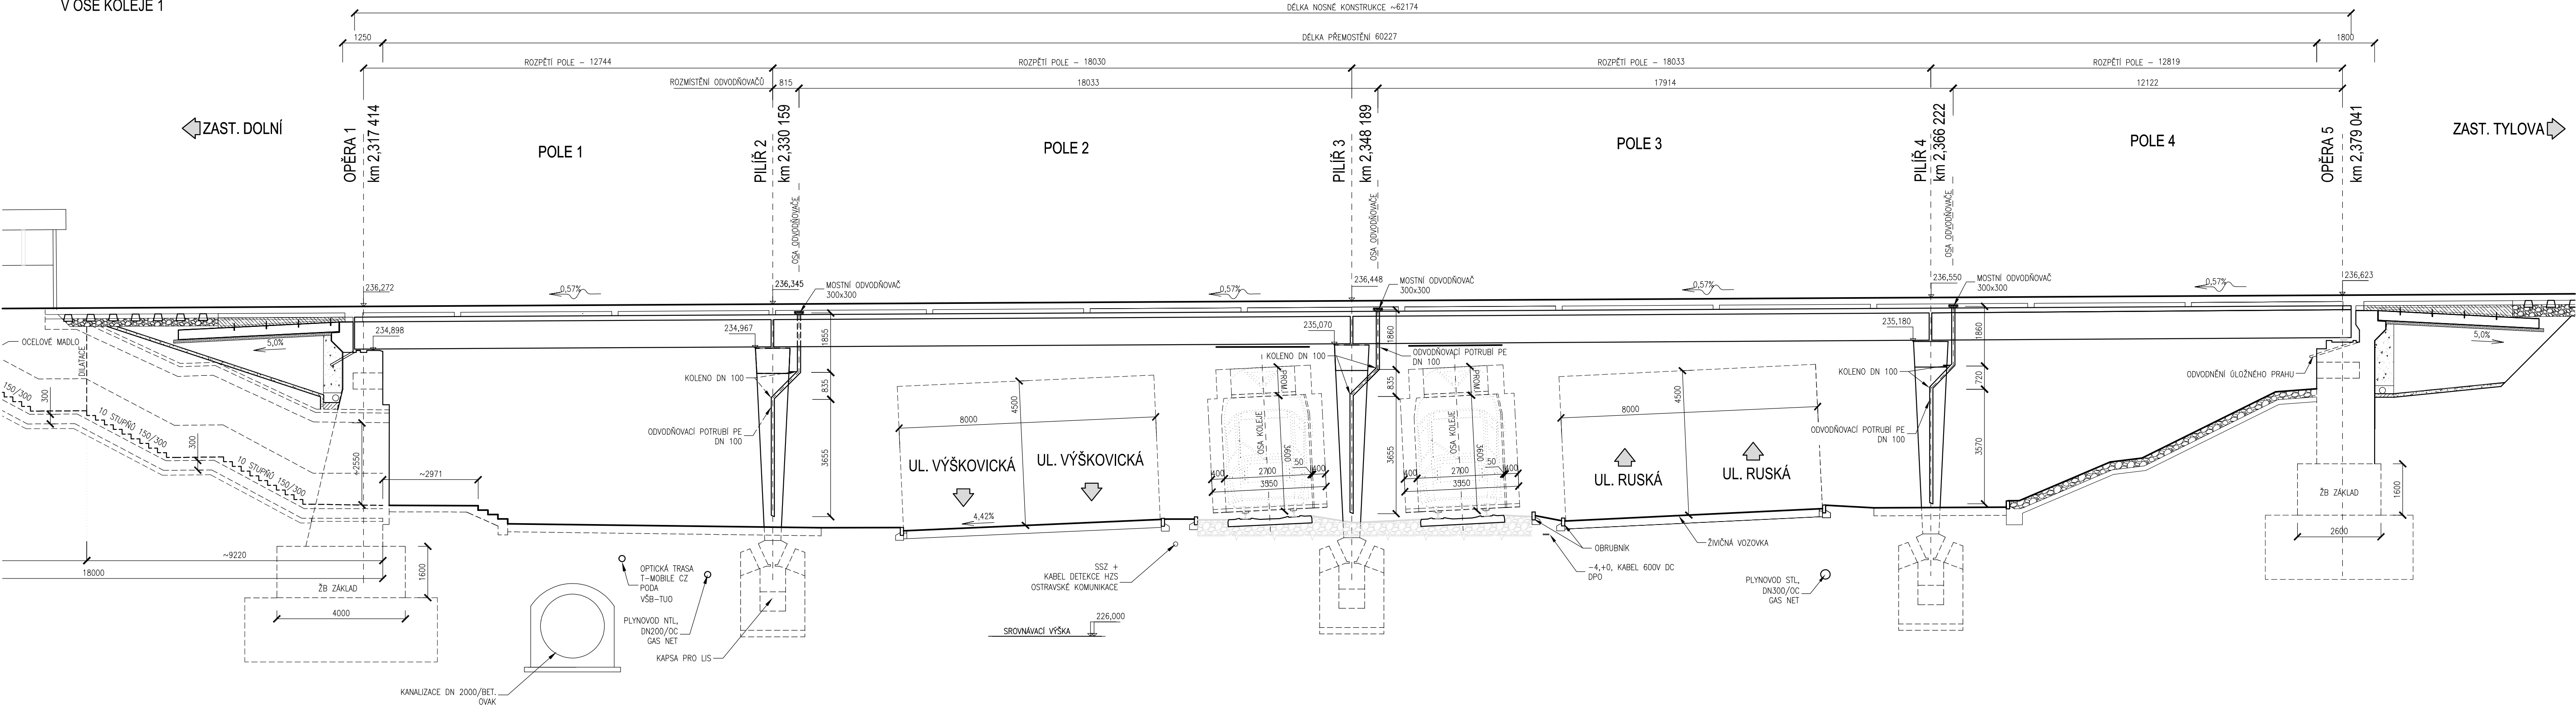 V OSE KOLEJE 1
DÉLKA NOSNÉ KONSTRUKCE ~62174
1250
DÉLKA PŘEMOSTĚNÍ 60227
1800
ROZPĚTÍ POLE - 12744
ROZPĚTÍ POLE - 18030
ROZPĚTÍ POLE - 18033
ROZPĚTÍ POLE - 12819
ROZMÍSTĚNÍ ODVODŇOVAČŮ
815
18033
17914
12122
ZAST. DOLNÍ
OPĚRA 1
km 2,317 414
POLE 1
PILÍŘ 2
km 2,330 159
OSA ODVODŇOVAČE
POLE 2
PILÍŘ 3
km 2,348 189
OSA ODVODŇOVAČE
POLE 3
PILÍŘ 4
km 2,366 222
OSA ODVODŇOVAČE
POLE 4
OPĚRA 5
km 2,379 041
ZAST. TYLOVA
236,272
0,57%
236,345
MOSTNÍ ODVODŇOVAČ
300x300
0,57%
236,448
MOSTNÍ ODVODŇOVAČ
300x300
0,57%
236,550
MOSTNÍ ODVODŇOVAČ
300x300
0,57%
236,623
234,898
234,967
235,070
235,180
OCELOVÉ MADLO
DILATACE
5,0%
5,0%
1855
835
3655
1860
835
3655
1860
720
3570
KOLENO DN 100
KOLENO DN 100
KOLENO DN 100
ODVODŇOVACÍ POTRUBÍ PE
DN 100
ODVODŇOVACÍ POTRUBÍ PE
DN 100
ODVODŇOVACÍ POTRUBÍ PE
DN 100
ODVODNĚNÍ ÚLOŽNÉHO PRAHU
150/300
300
10 STUPŇŮ 150/300
300
10 STUPŇŮ 150/300
~2550
~2971
8000
4500
UL. VÝŠKOVICKÁ
UL. VÝŠKOVICKÁ
4,42%
OSA KOLEJE
3600
400
2700
50
400
3550
OSA KOLEJE
3600
400
2700
50
400
3550
8000
4500
UL. RUSKÁ
UL. RUSKÁ
~9220
18000
ŽB ZÁKLAD
1600
4000
ŽB ZÁKLAD
1600
2600
OPTICKÁ TRASA
T-MOBILE CZ
PODA
VŠB-TUO
PLYNOVOD NTL,
DN200/OC
GAS NET
KAPSA PRO LIS
KANALIZACE DN 2000/BET.
OVAK
SSZ +
KABEL DETEKCE HZS
OSTRAVSKÉ KOMUNIKACE
SROVNÁVACÍ VÝŠKA
226,000
OBRUBNÍK
-4,+0, KABEL 600V DC
DPO
ŽIVIČNÁ VOZOVKA
PLYNOVOD STL,
DN300/OC
GAS NET